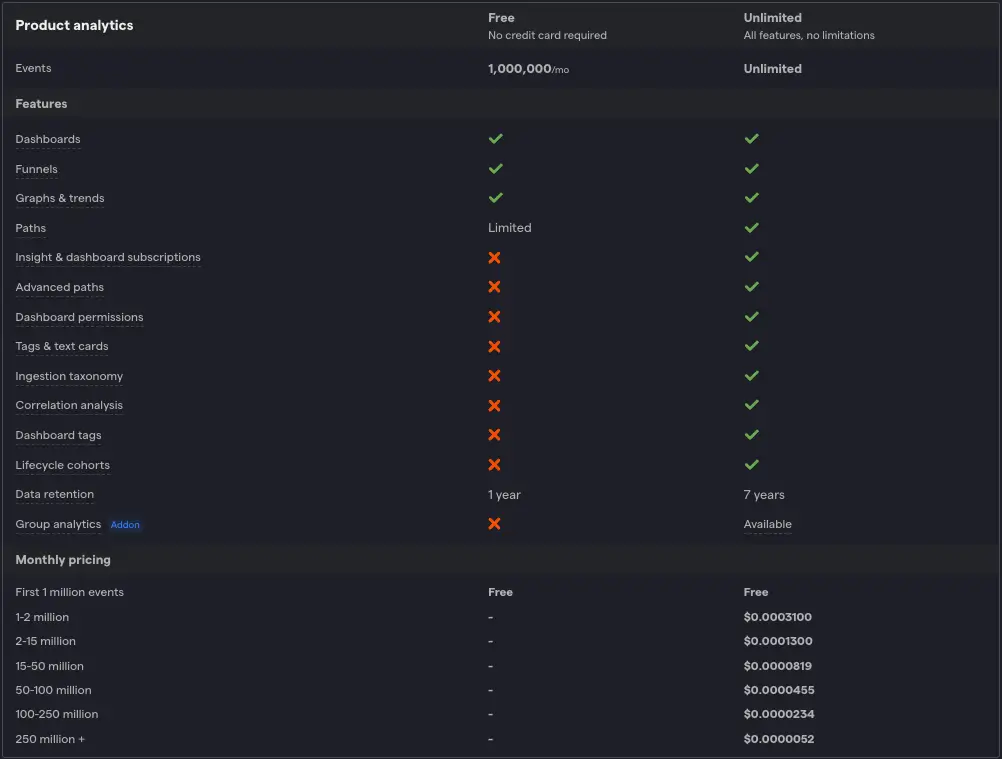 Product analytics Free Unlimited
No credit card required All features, no limitations
Events 1,000,000/mo Unlimited
Features
Dashboards
Funnels
Graphs & trends
Paths Limited
Insight & dashboard subscriptions
Advanced paths
Dashboard permissions
Tags & text cards
Ingestion taxonomy
Correlation analysis
Dashboard tags
Lifecycle cohorts
Data retention 1 year 7 years
Group analytics Addon Available
Monthly pricing
First 1 million events Free Free
1-2 million - $0.0003100
2-15 million - $0.0001300
15-50 million - $0.0000819
50-100 million - $0.0000455
100-250 million - $0.0000234
250 million + - $0.0000052